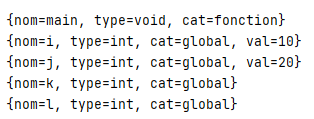 {nom=main, type=void, cat=fonction}
{nom=i, type=int, cat=global, val=10}
{nom=j, type=int, cat=global, val=20}
{nom=k, type=int, cat=global}
{nom=l, type=int, cat=global}